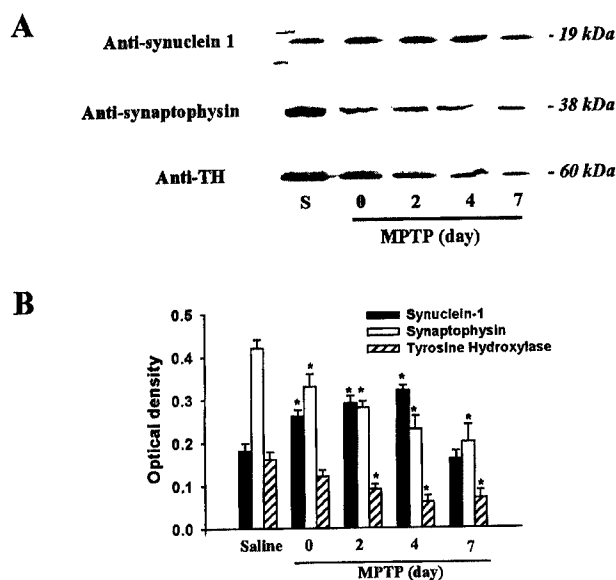 A
Anti-synuclein 1
- 19 kDa
Anti-synaptophysin
- 38 kDa
Anti-TH
- 60 kDa
S 0 2 4 7
MPTP (day)
B
Synuclein-1
Synaptophysin
Tyrosine Hydroxylase
Optical density
0.5
0.4
0.3
0.2
0.1
0.0
* * * * * * * * * * *
Saline 0 2 4 7
MPTP (day)